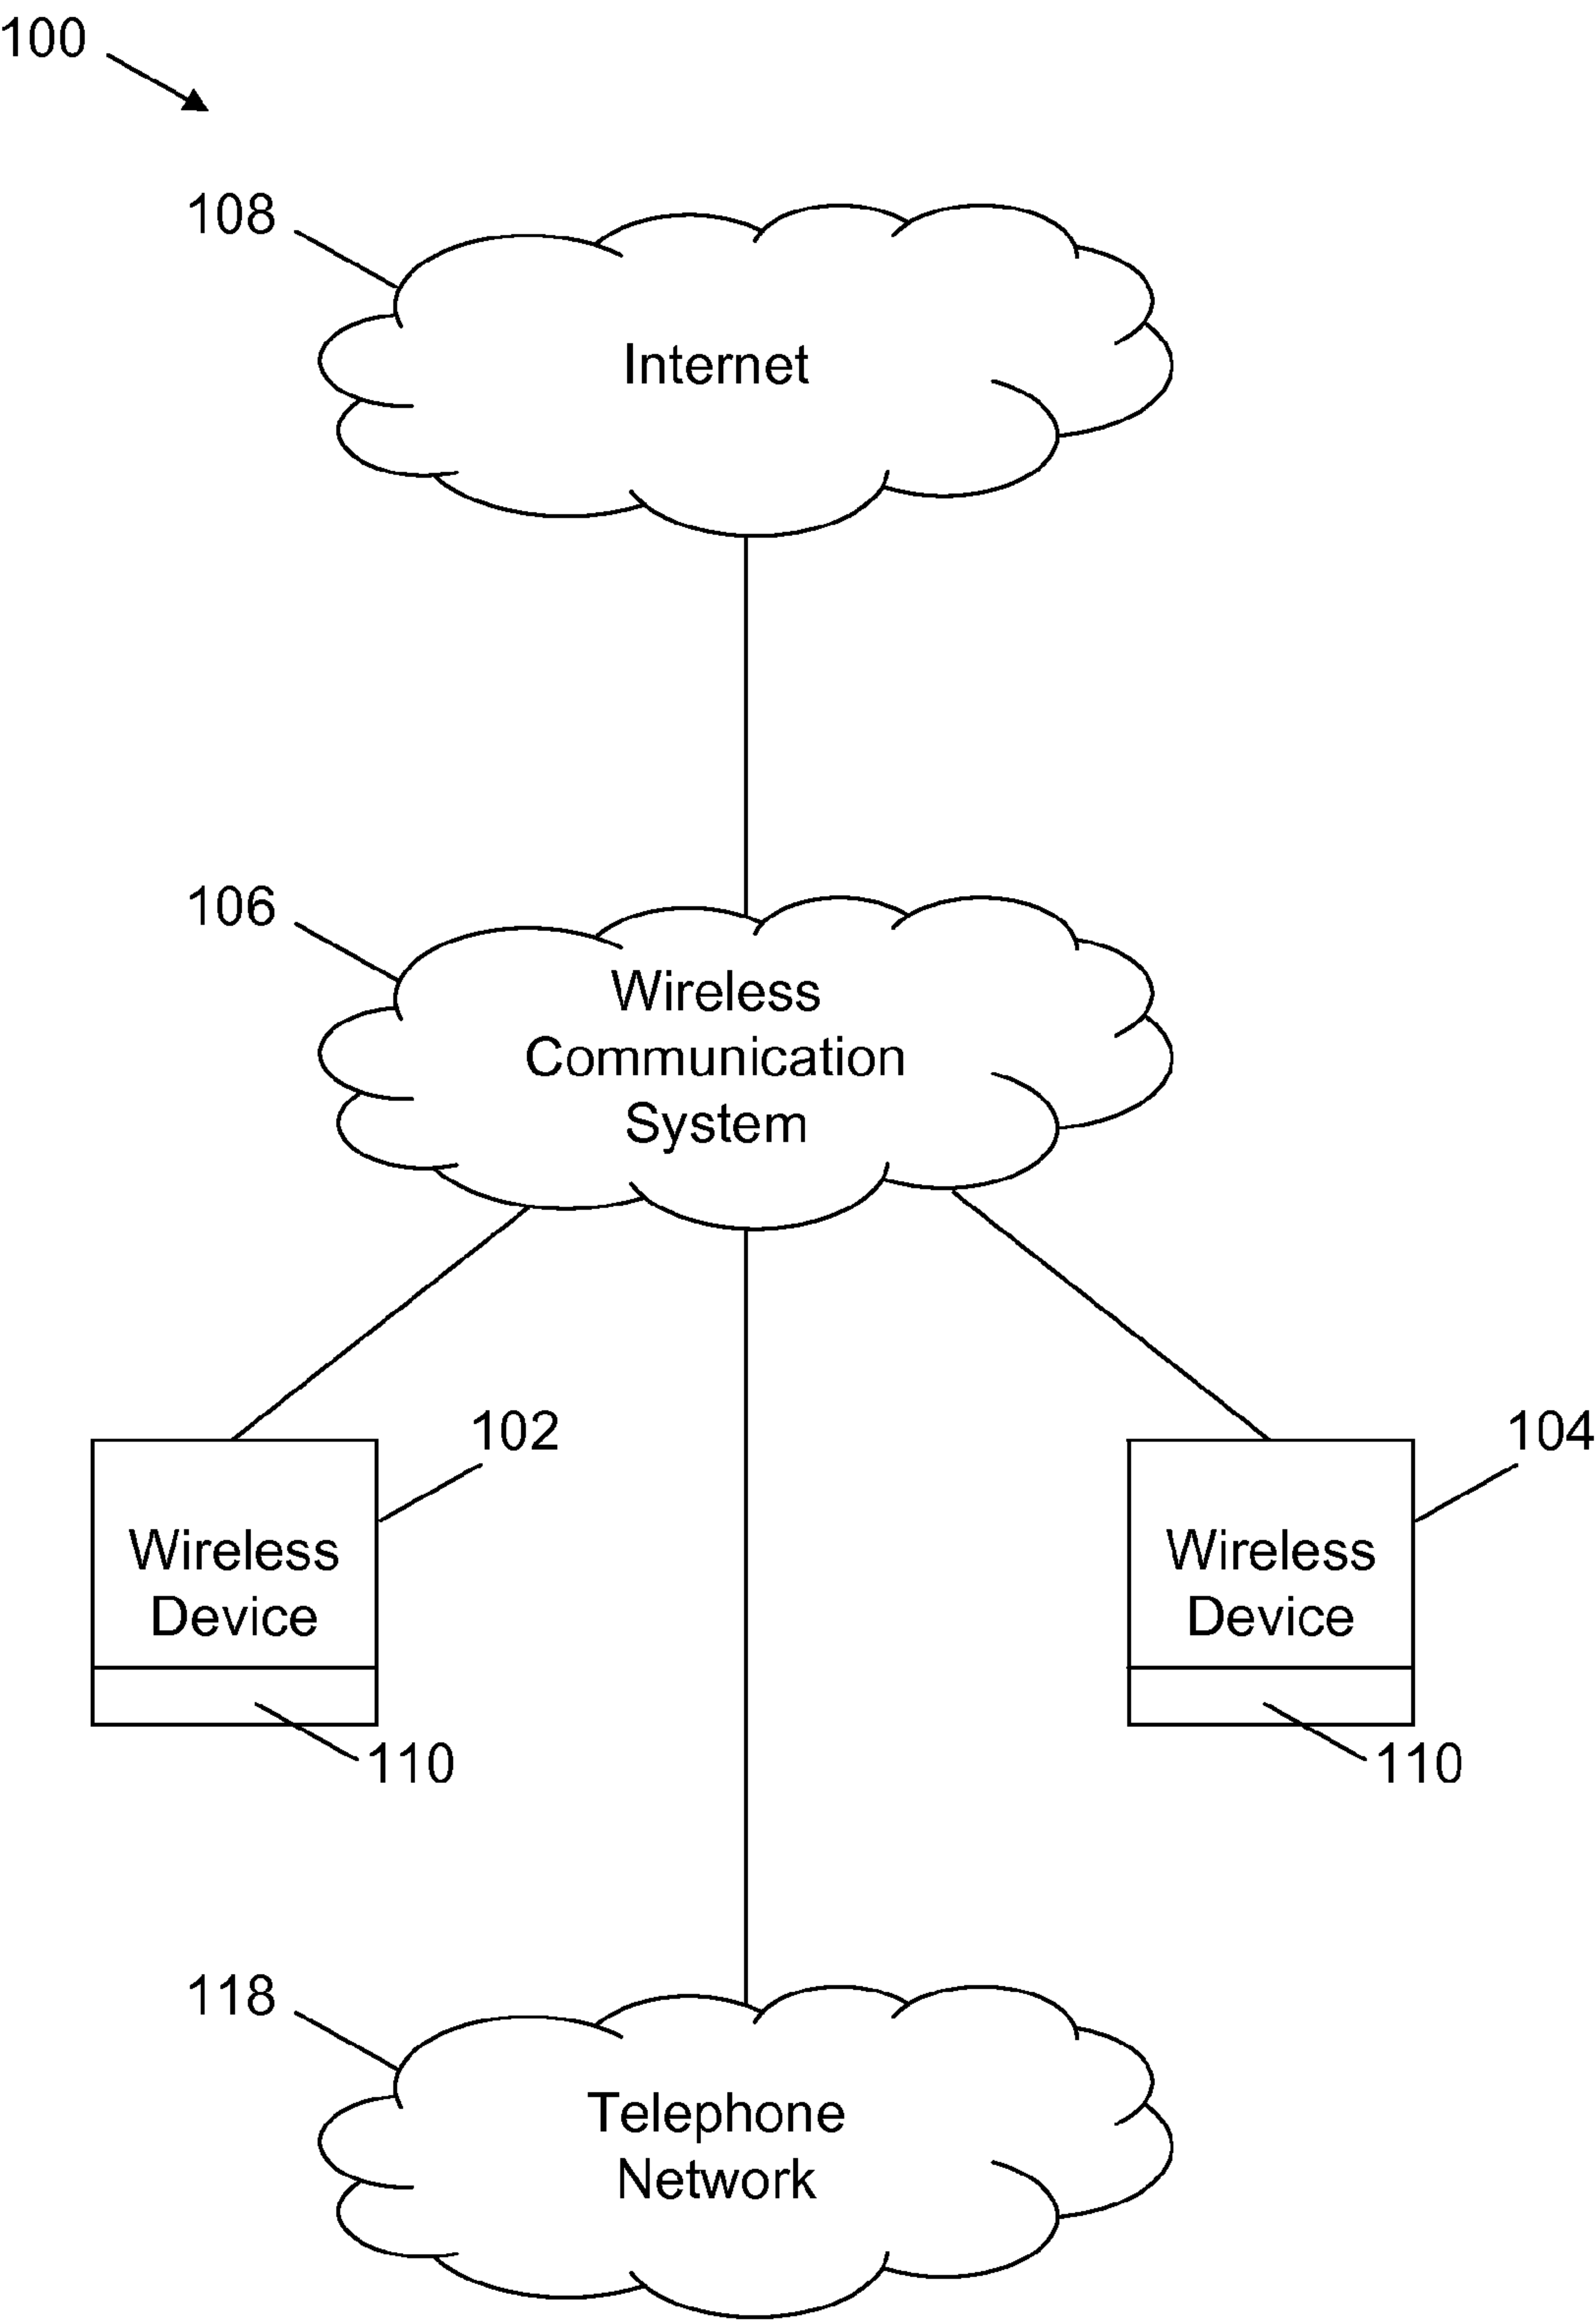 100
108
Internet
106
Wireless
Communication
System
102
104
Wireless
Device
Wireless
Device
110
110
118
Telephone
Network